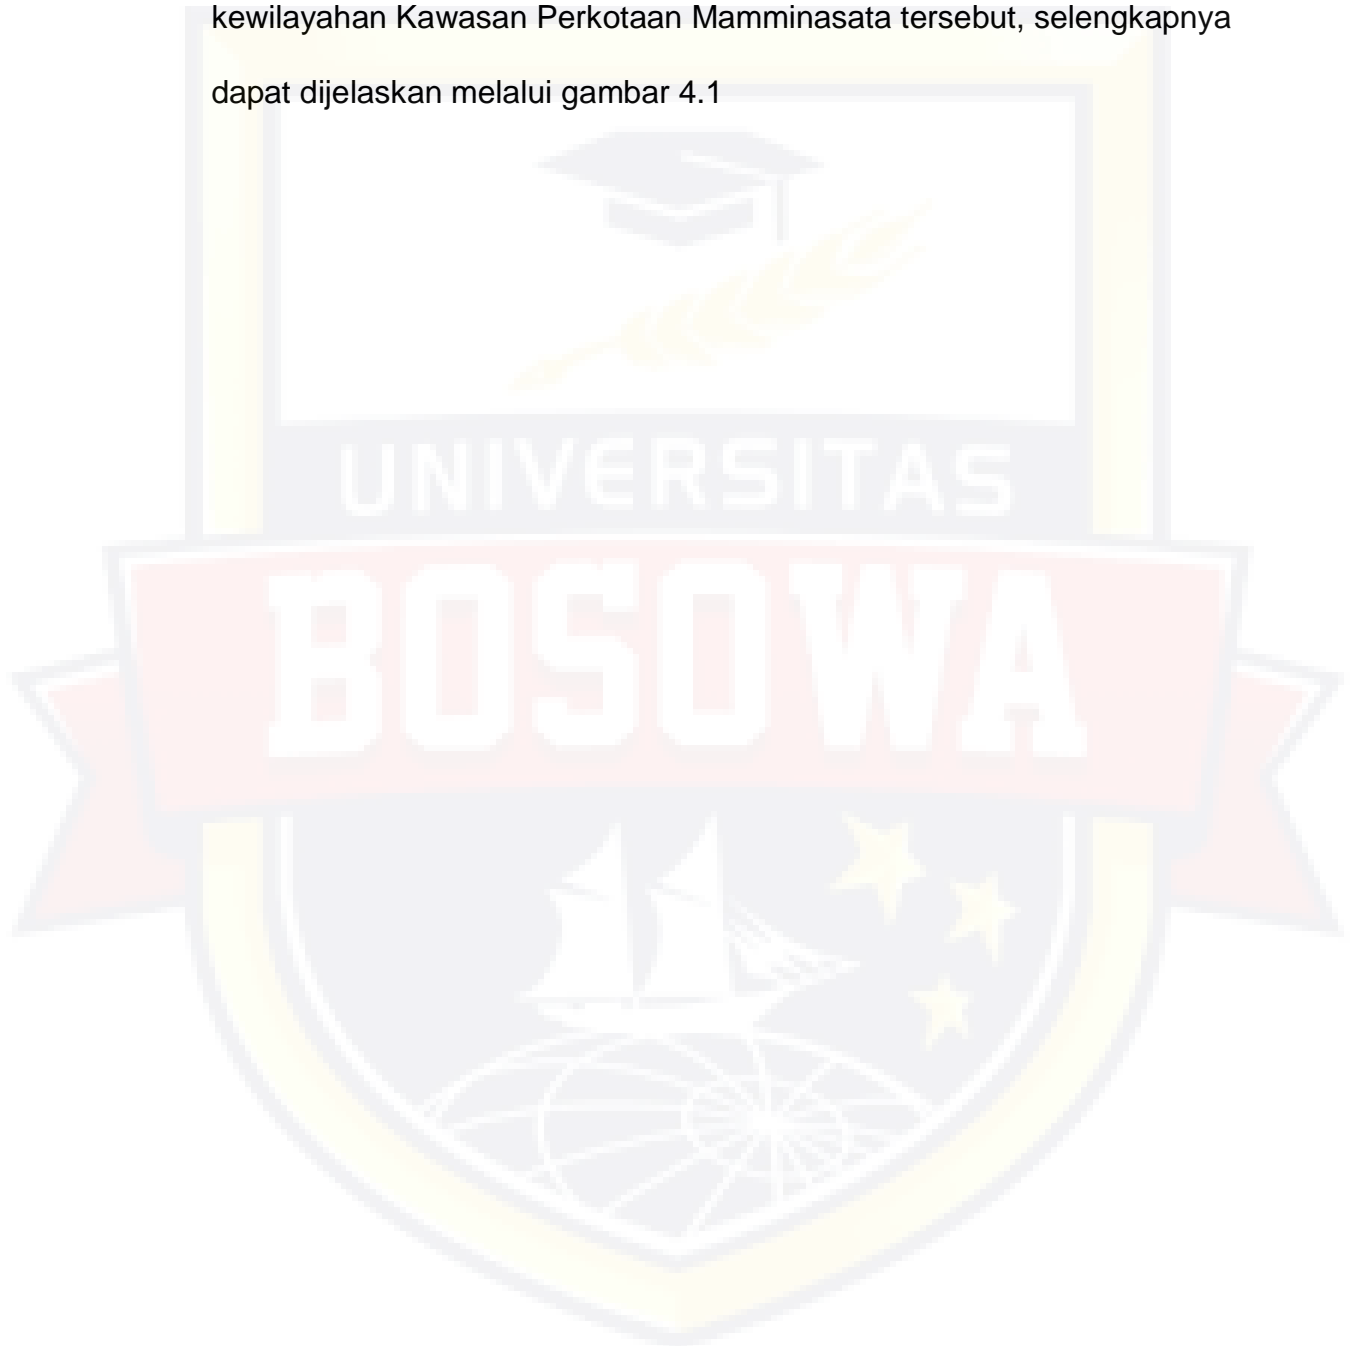 kewilayahan Kawasan Perkotaan Mamminasata tersebut, selengkapnya
dapat dijelaskan melalui gambar 4.1
UNIVERSITAS
BOSOWA